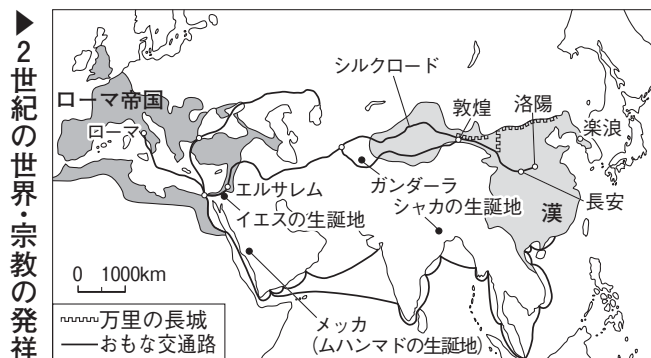 ▶2世紀の世界・宗教の発祥
シルクロード
敦煌
洛陽
楽浪
ローマ帝国
ローマ
エルサレム
イエスの生誕地
ガンダーラ
シャカの生誕地
漢
長安
0 1000km
メッカ
(ムハンマドの生誕地)
万里の長城
おもな交通路